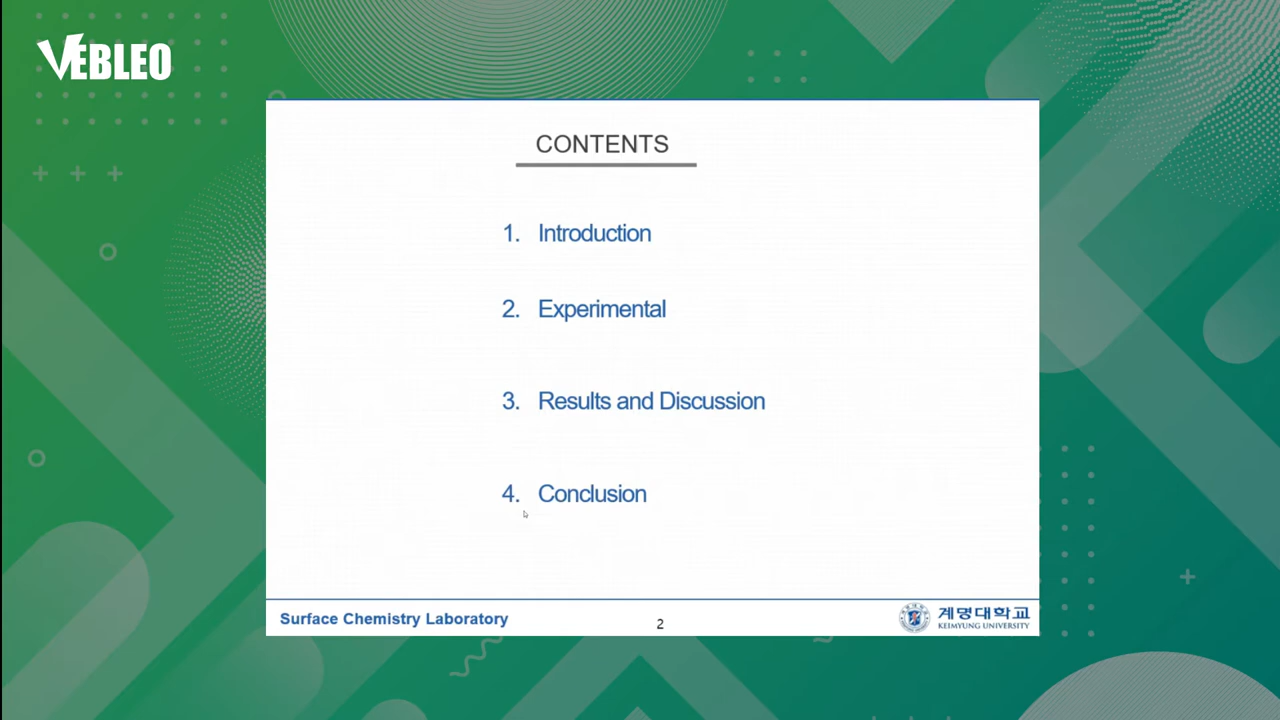 VEBLEO
CONTENTS
1. Introduction
2. Experimental
3. Results and Discussion
4. Conclusion
Surface Chemistry Laboratory
2
계명대학교
KEIMYUNG UNIVERSITY